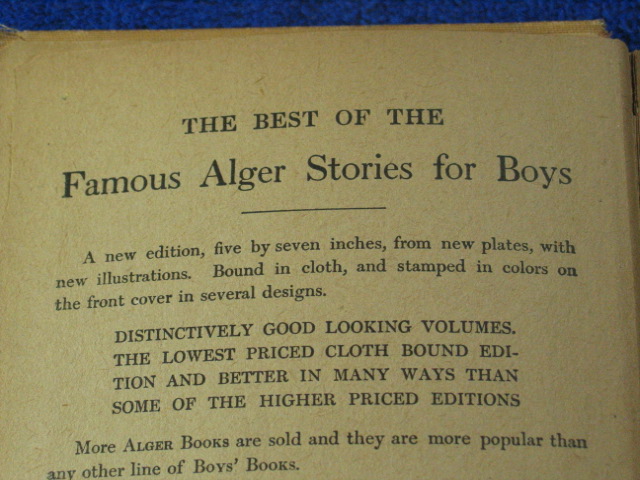 THE BEST OF THE
Famous Alger Stories for Boys
A new edition, five by seven inches, from new plates, with
new illustrations. Bound in cloth, and stamped in colors on
the front cover in several designs.
DISTINCTIVELY GOOD LOOKING VOLUMES.
THE LOWEST PRICED CLOTH BOUND EDI-
TION AND BETTER IN MANY WAYS THAN
SOME OF THE HIGHER PRICED EDITIONS
More ALGER BOOKS are sold and they are more popular than
any other line of BOYS' BOOKS.